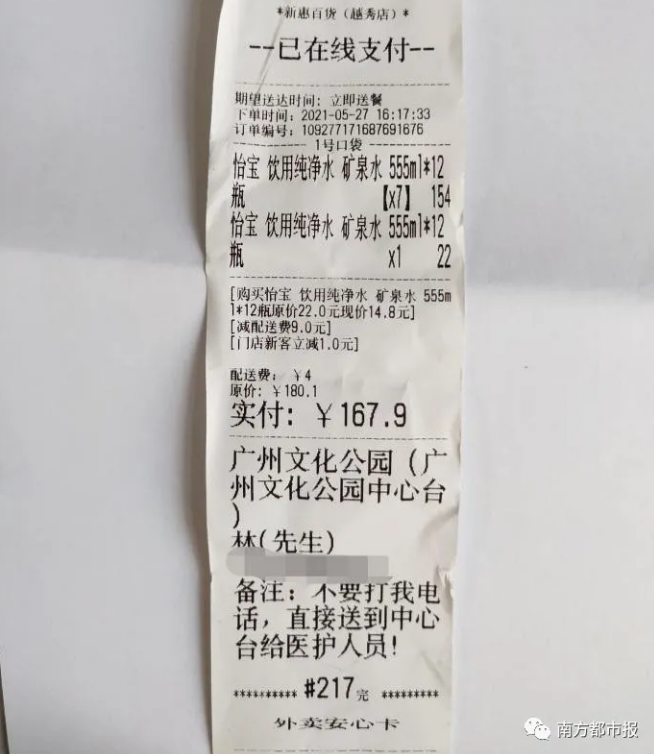 *新惠百货（越秀店）*
--已在线支付--
期望送达时间: 立即送餐
下单时间: 2021-05-27 16:17:33
订单编号: 109277171687691676
1号口袋
怡宝 饮用纯净水 矿泉水 555ml*12
瓶 【x7】 154
怡宝 饮用纯净水 矿泉水 555ml*12
瓶 x1 22
[购买怡宝 饮用纯净水 矿泉水 555m
l*12瓶原价22.0元现价14.8元]
[减配送费9.0元]
[门店新客立减1.0元]
配送费: ￥4
原价: ￥180.1
实付: ￥167.9
广州文化公园（广
州文化公园中心台
)
林(先生)
备注: 不要打我电
话，直接送到中心
台给医护人员!
********** #217完 *********
外卖安心卡
南方都市报